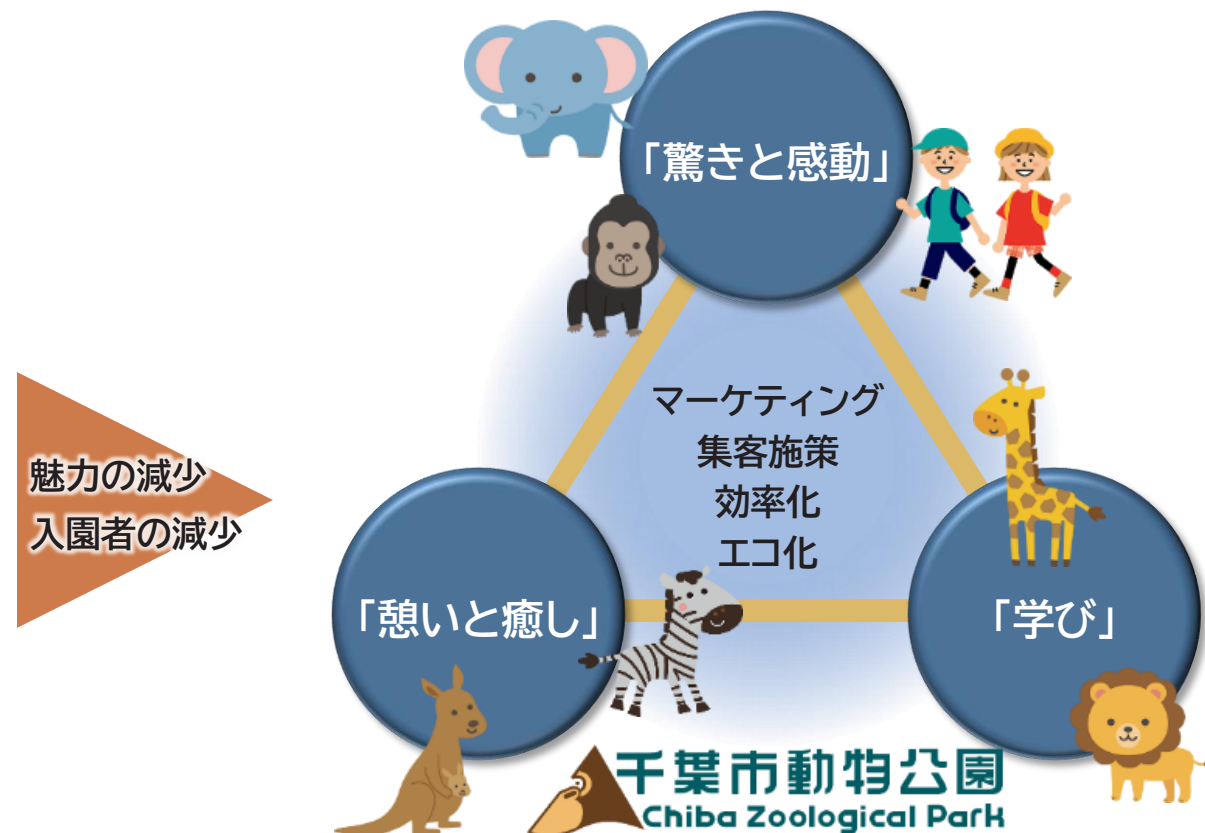 「驚きと感動」
マーケティング
集客施策
効率化
エコ化
魅力の減少
入園者の減少
「憩いと癒し」
「学び」
千葉市動物公園
Chiba Zoological Park